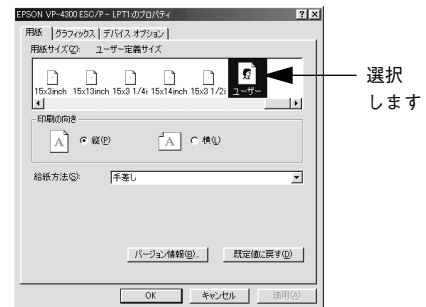 EPSON VP-4300 ESC/P - LPT1:のプロパティ
用紙 グラフィックス デバイス オプション
用紙サイズ(Z): ユーザー定義サイズ
15x3inch 15x13inch 15x3 1/4i 15x14inch 15x3 1/2i ユーザー
選択
します
印刷の向き
A 縦(P) A 横(L)
給紙方法(S): 手差し
バージョン情報(B)... 既定値に戻す(D)
OK キャンセル 適用(A)